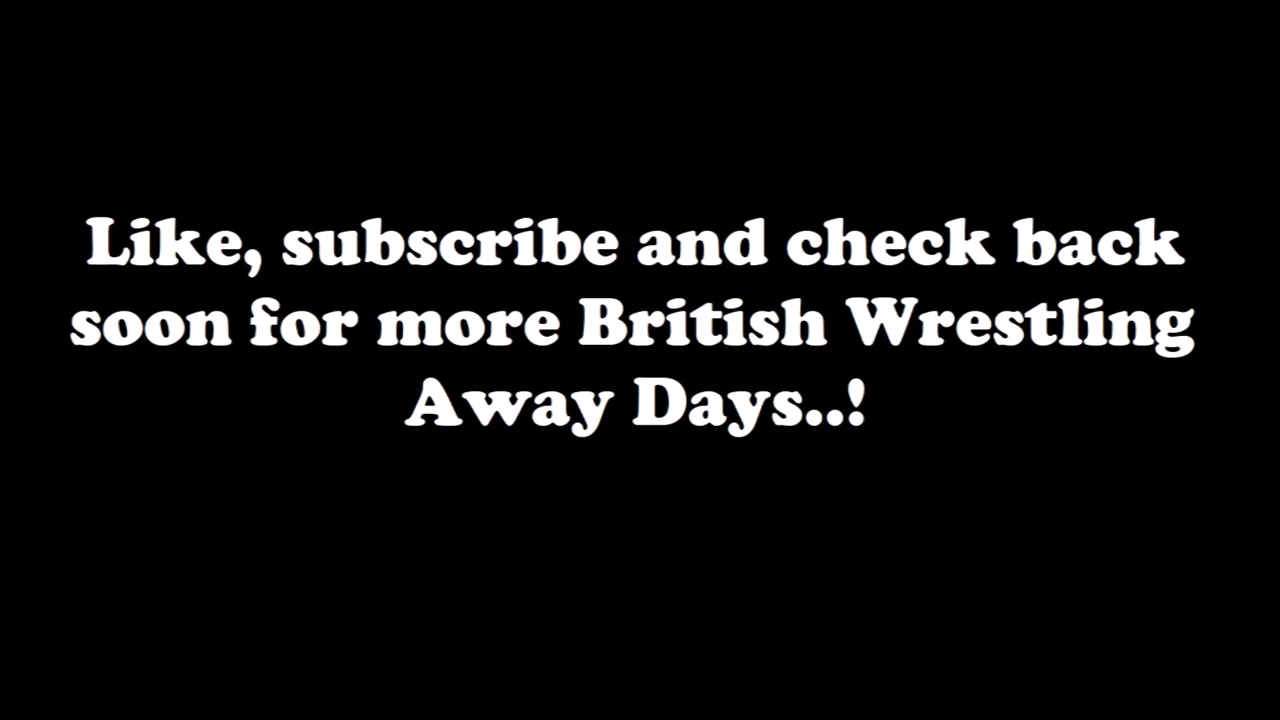 Like, subscribe and check back
soon for more British Wrestling
Away Days..!